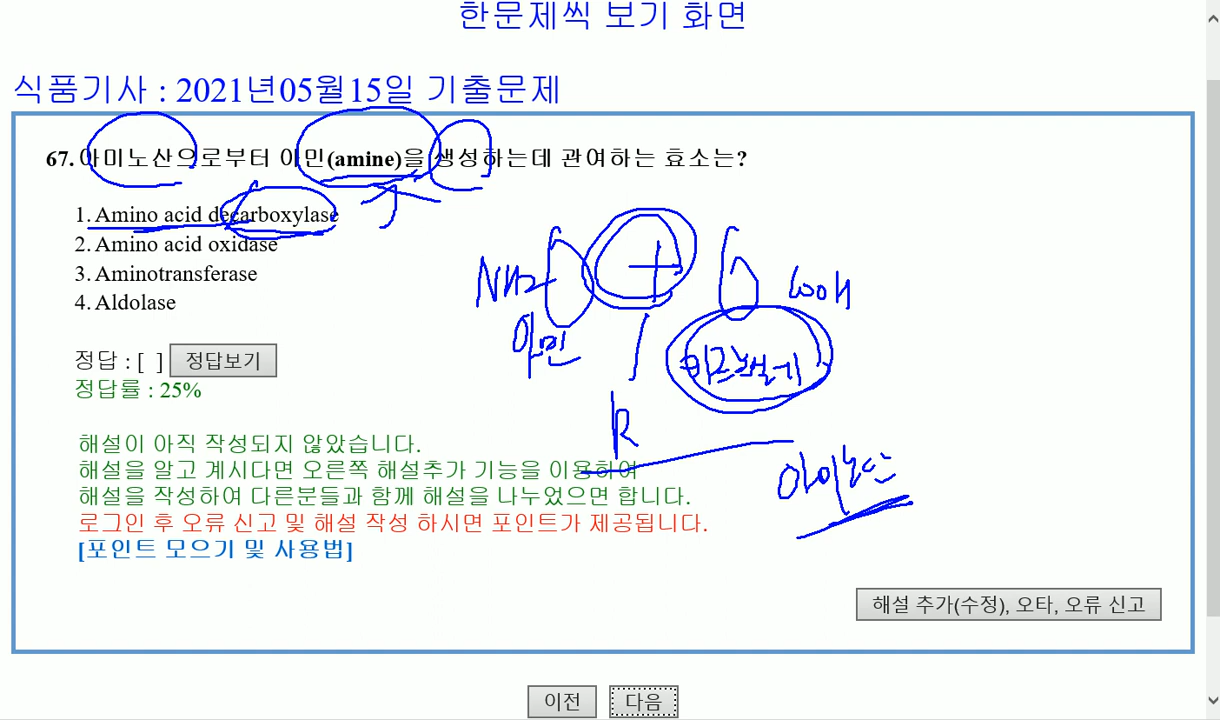 한문제씩 보기 화면
식품기사 : 2021년05월15일 기출문제
67. 아미노산으로부터 아민(amine)을 생성하는데 관여하는 효소는?
1. Amino acid decarboxylase
2. Amino acid oxidase
3. Aminotransferase
4. Aldolase
NH2
COOH
아민
R
아미노산
정답 : [ ] 정답보기
정답률 : 25%
해설이 아직 작성되지 않았습니다.
해설을 알고 계시다면 오른쪽 해설추가 기능을 이용하여
해설을 작성하여 다른분들과 함께 해설을 나누었으면 합니다.
로그인 후 오류 신고 및 해설 작성 하시면 포인트가 제공됩니다.
[포인트 모으기 및 사용법]
해설 추가(수정), 오타, 오류 신고
이전 다음